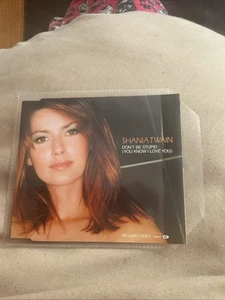 SHANIA TWAIN
DON'T BE STUPID
(YOU KNOW I LOVE YOU)